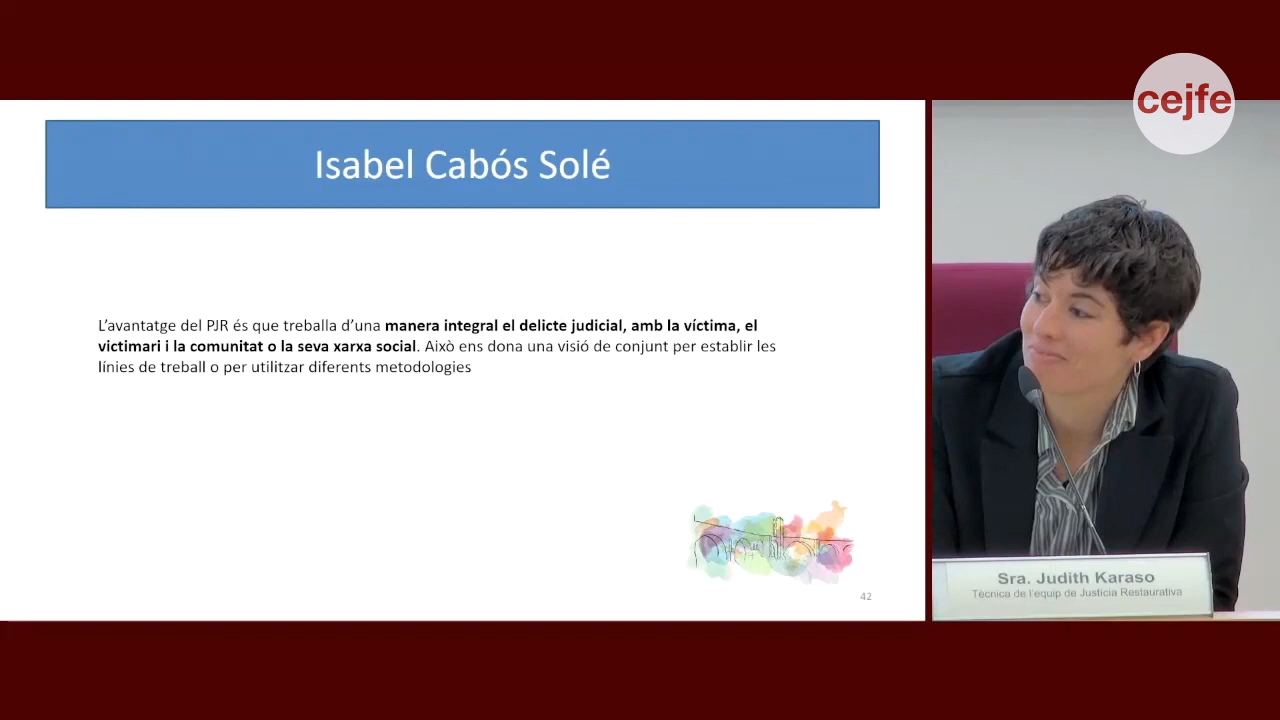 cejfe
Isabel Cabós Solé
L'avantatge del PJR és que treballa d'una manera integral el delicte judicial, amb la víctima, el
victimari i la comunitat o la seva xarxa social. Això ens dona una visió de conjunt per establir les
línies de treball o per utilitzar diferents metodologies
42
Sra. Judith Karaso
Tècnica de l'equip de Justícia Restaurativa